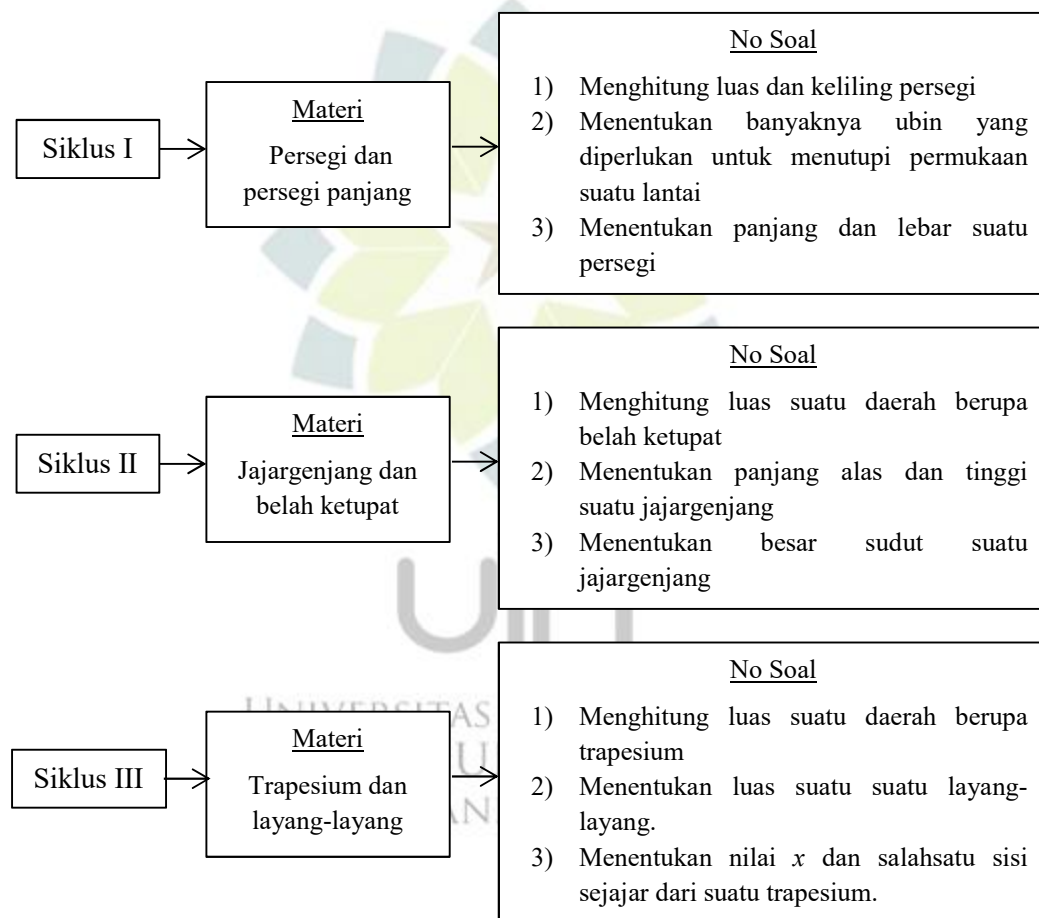 Siklus I
Materi
Persegi dan
persegi panjang
No Soal
1) Menghitung luas dan keliling persegi
2) Menentukan banyaknya ubin yang
diperlukan untuk menutupi permukaan
suatu lantai
3) Menentukan panjang dan lebar suatu
persegi
Siklus II
Materi
Jajargenjang dan
belah ketupat
No Soal
1) Menghitung luas suatu daerah berupa
belah ketupat
2) Menentukan panjang alas dan tinggi
suatu jajargenjang
3) Menentukan besar sudut suatu
jajargenjang
UIN
UNIVERSITAS
Siklus III
Materi
Trapesium dan
layang-layang
No Soal
1) Menghitung luas suatu daerah berupa
trapesium
2) Menentukan luas suatu suatu layang-
layang.
3) Menentukan nilai x dan salahsatu sisi
sejajar dari suatu trapesium.